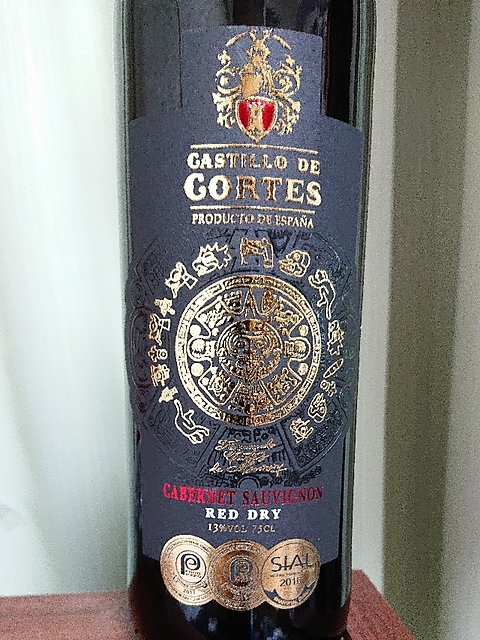 CASTILLO DE
CORTES
PRODUCTO DE ESPAÑA
CABERNET SAUVIGNON
RED DRY
13%VOL 75CL
P
P
SIAL
2016